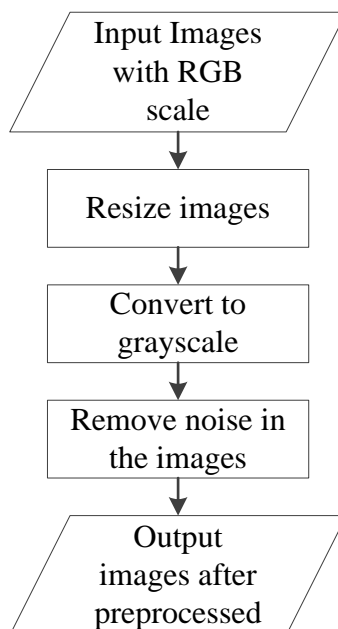 Input Images
with RGB
scale
Resize images
Convert to
grayscale
Remove noise in
the images
Output
images after
preprocessed